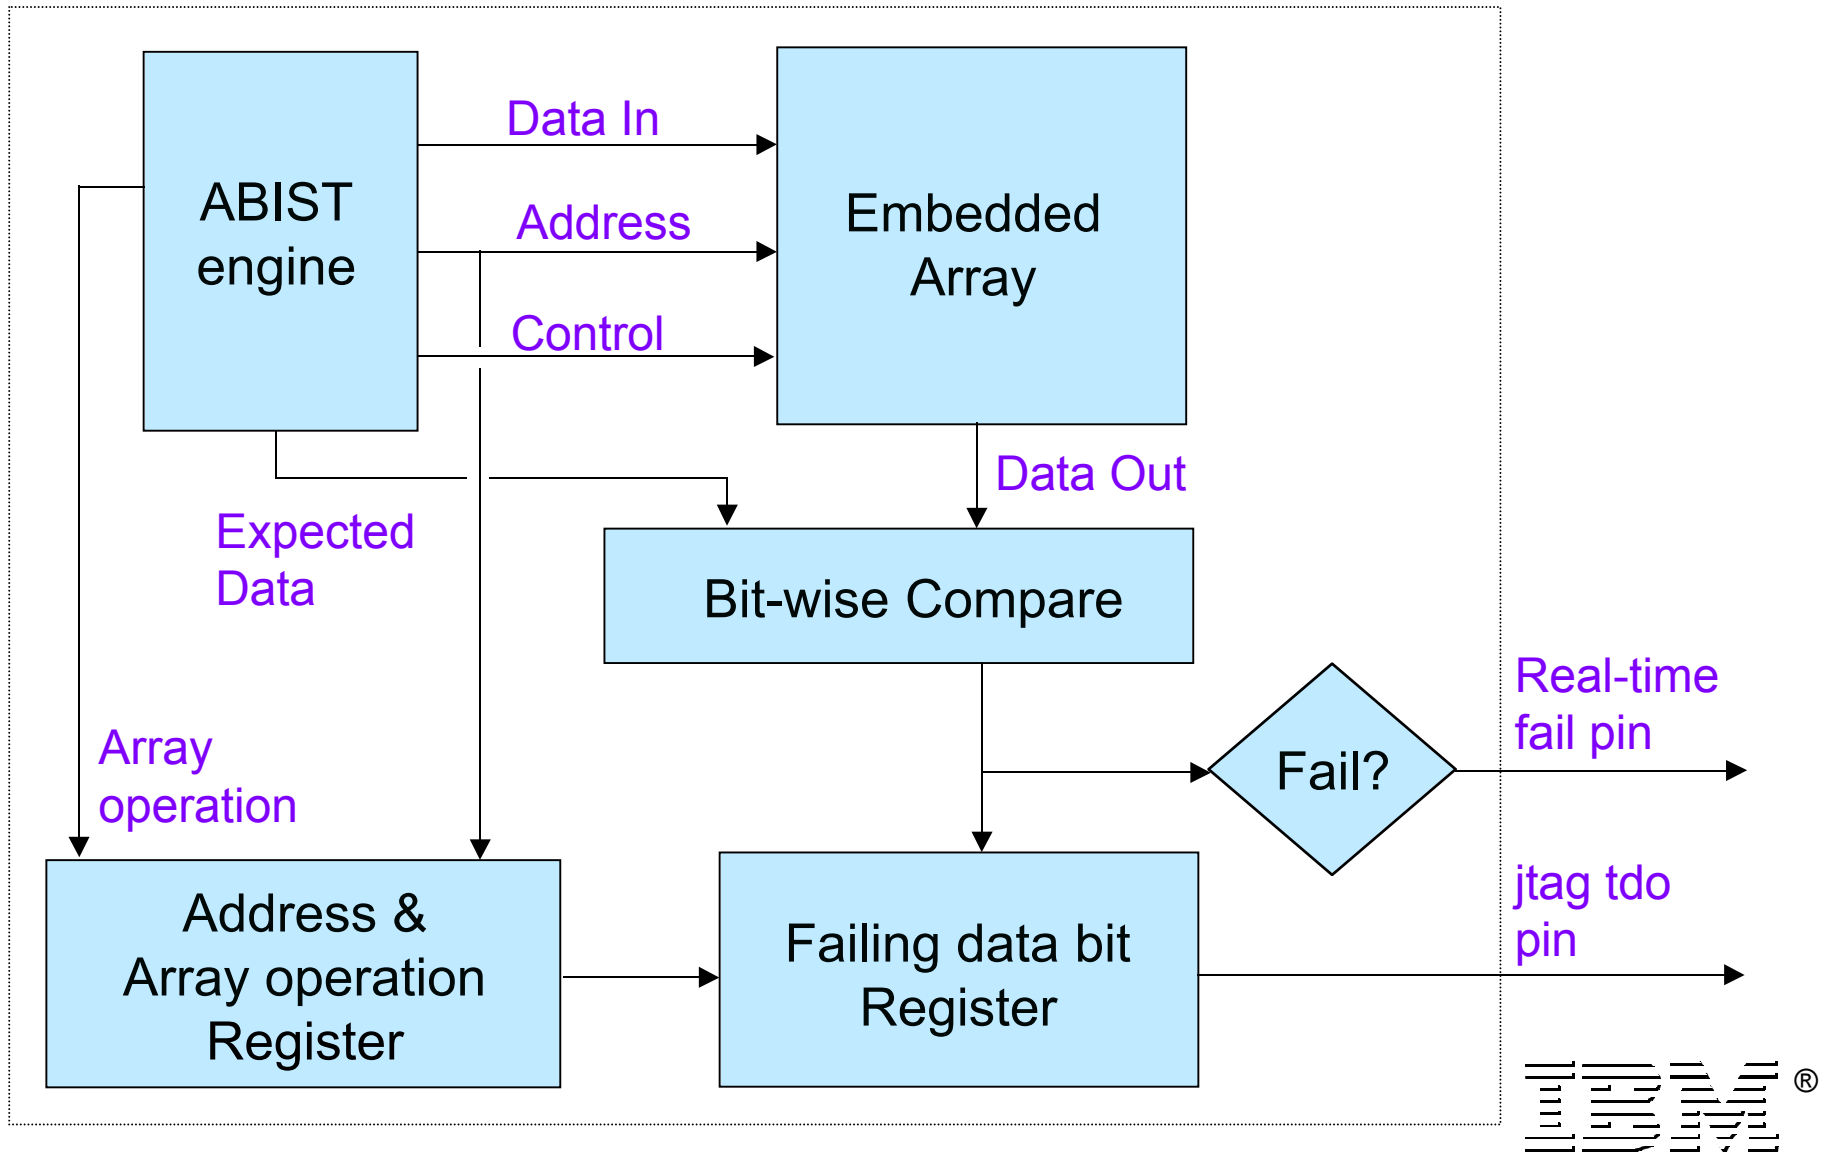 ABIST
engine
Data In
Address
Control
Embedded
Array
Data Out
Expected
Data
Bit-wise Compare
Array
operation
Fail?
Real-time
fail pin
jtag tdo
pin
Address &
Array operation
Register
Failing data bit
Register
IBM ®